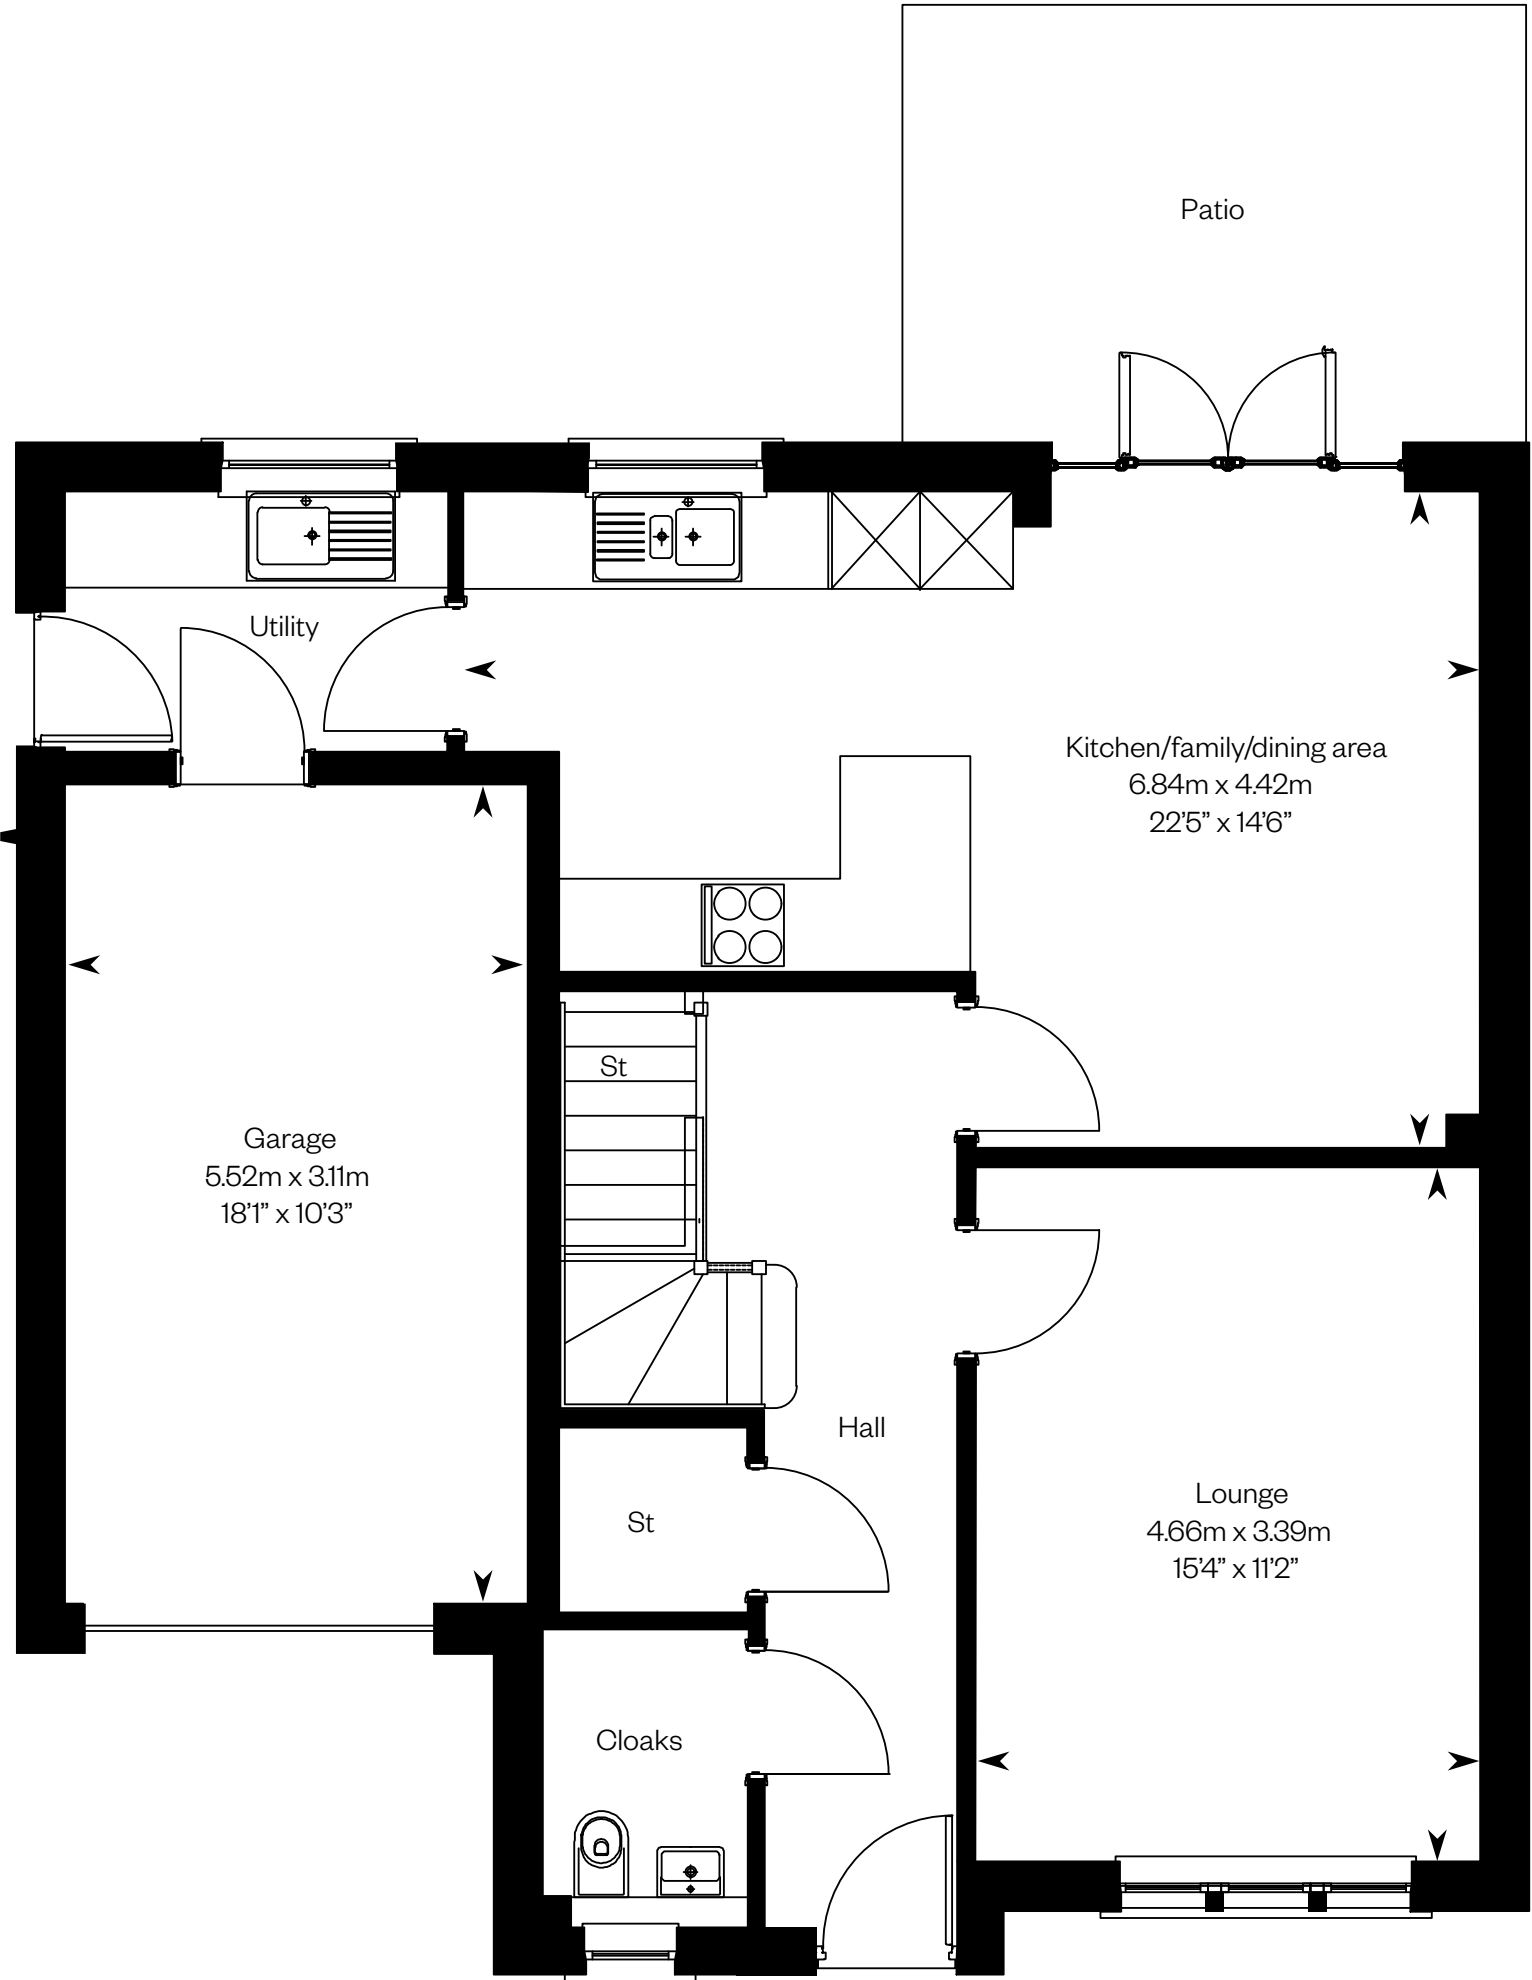 Patio
Utility
Kitchen/family/dining area
6.84m x 4.42m
22'5” x 14'6”
St
Garage
5.52m x 3.11m
18'1” x 10'3”
Hall
Lounge
4.66m x 3.39m
15'4” x 11'2”
St
Cloaks